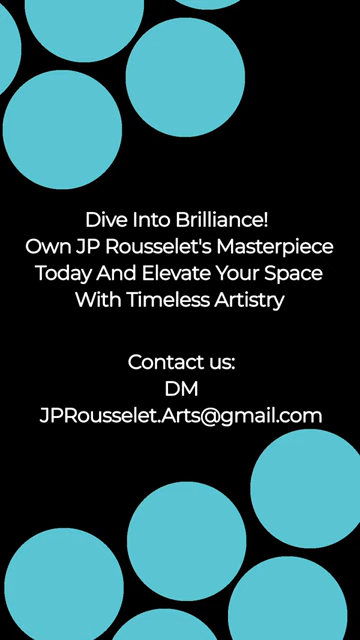 Dive Into Brilliance!
Own JP Rousselet's Masterpiece
Today And Elevate Your Space
With Timeless Artistry
Contact us:
DM
JPRousselet.Arts@gmail.com